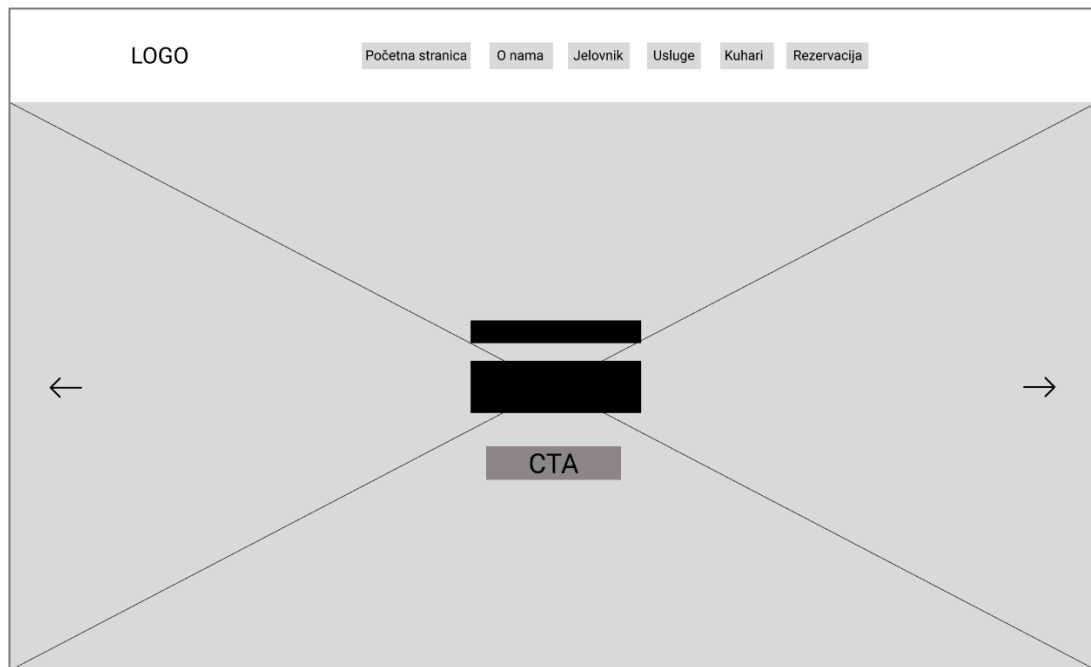 LOGO
Početna stranica
O nama
Jelovnik
Usluge
Kuhari
Rezervacija
CTA